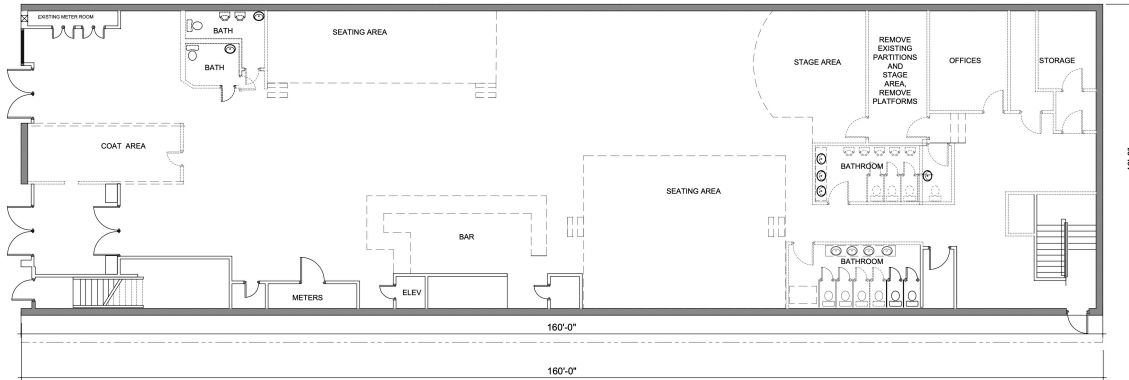 EXISTING METER ROOM
BATH
BATH
SEATING AREA
STAGE AREA
REMOVE
EXISTING
PARTITIONS
AND
STAGE
AREA,
REMOVE
PLATFORMS
OFFICES
STORAGE
COAT AREA
BATHROOM
SEATING AREA
BAR
BATHROOM
METERS
ELEV
160'-0"
160'-0"